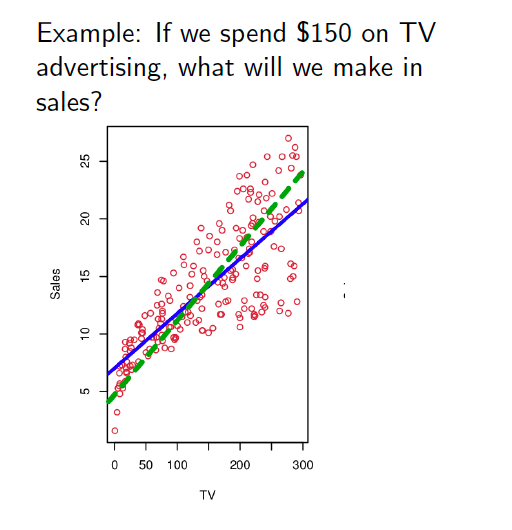 Example: If we spend $150 on TV
advertising, what will we make in
sales?
25
20
15
10
5
Sales
0 50 100 200 300
TV